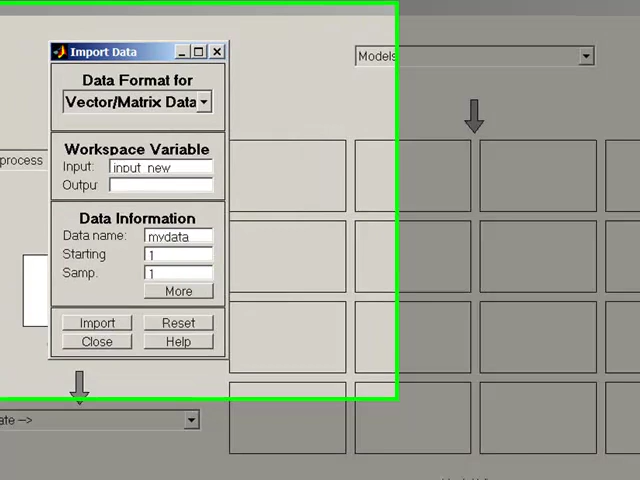 Import Data
Models
Data Format for
Vector/Matrix Data
Workspace Variable
process
Input: input_new
Outpu
Data Information
Data name: mydata
Starting 1
Samp. 1
More
Import Reset
Close Help
ate -->